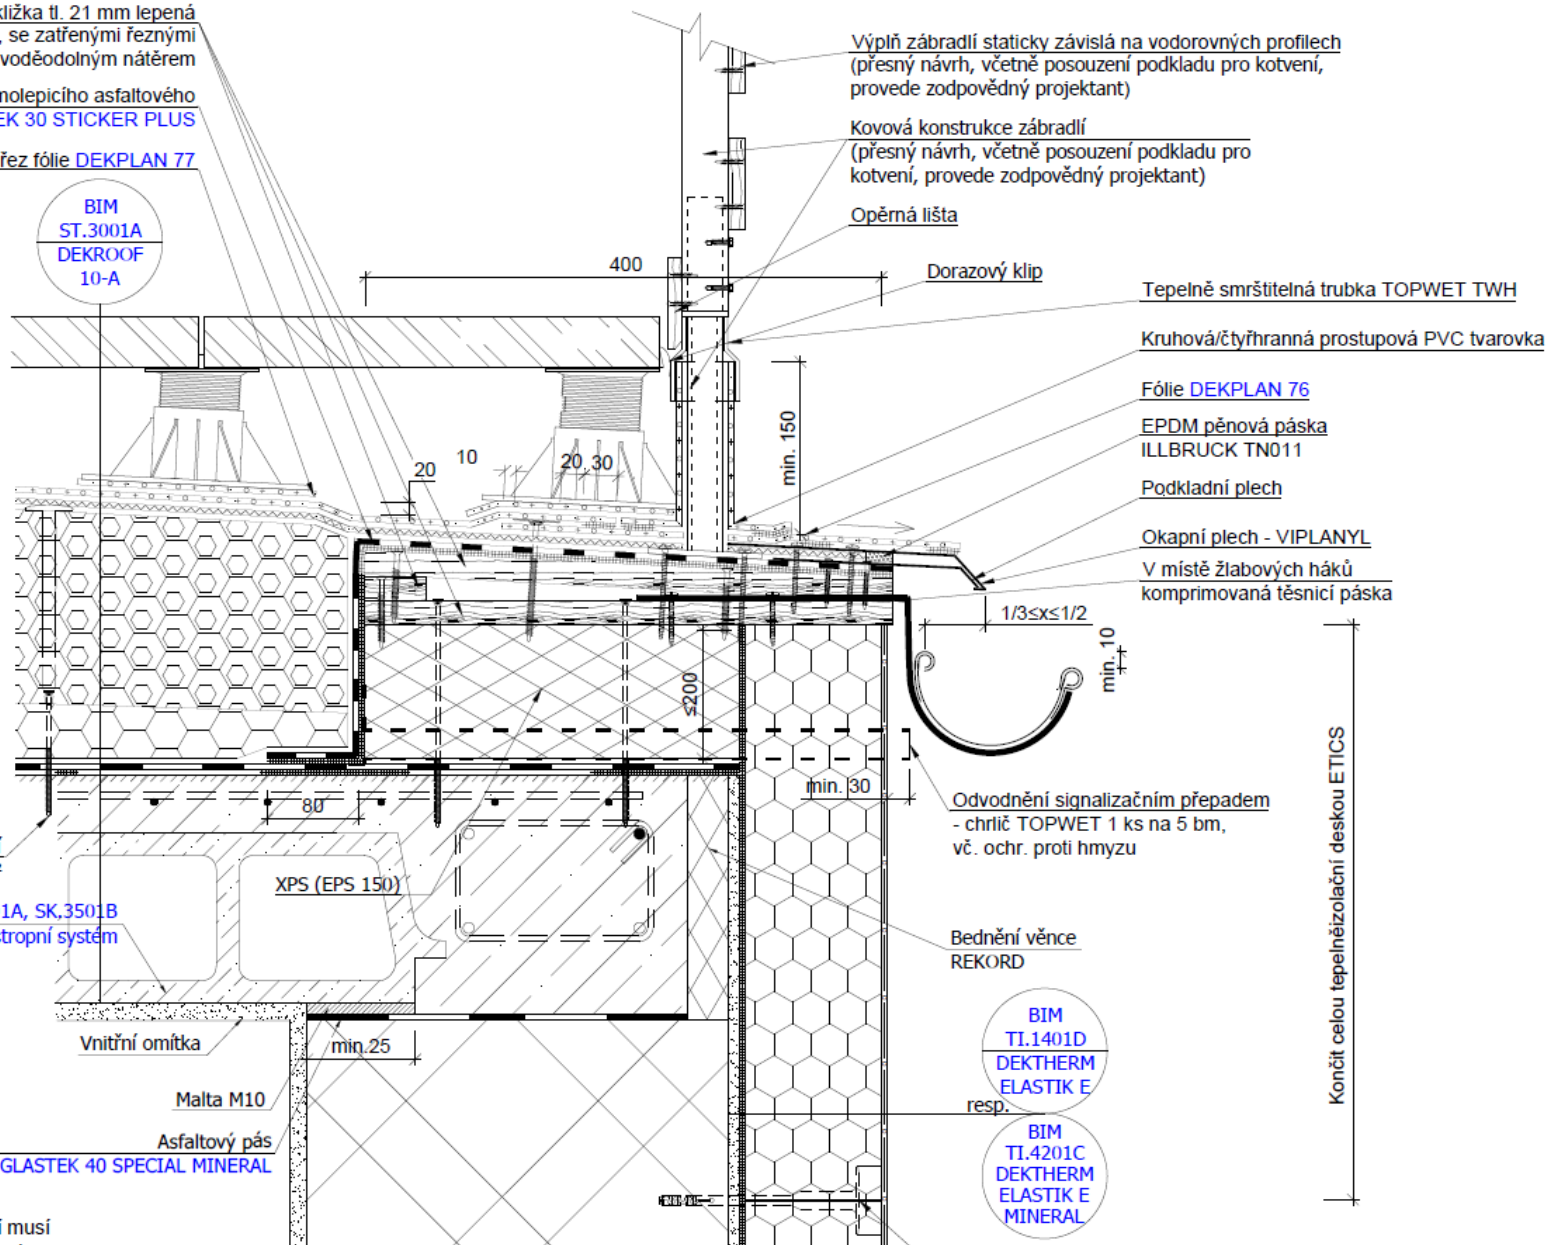 kližka tl. 21 mm lepená
, se zatřenými řeznými
voděodolným nátěrem
molepicího asfaltového
EK 30 STICKER PLUS
řez fólie DEKPLAN 77
BIM
ST.3001A
DEKROOF
10-A
Výplň zábradlí staticky závislá na vodorovných profilech
(přesný návrh, včetně posouzení podkladu pro kotvení,
provede zodpovědný projektant)
Kovová konstrukce zábradlí
(přesný návrh, včetně posouzení podkladu pro
kotvení, provede zodpovědný projektant)
Opěrná lišta
400
Dorazový klip
Tepelně smrštitelná trubka TOPWET TWH
Kruhová/čtyřhranná prostupová PVC tvarovka
Fólie DEKPLAN 76
EPDM pěnová páska
ILLBRUCK TN011
Podkladní plech
Okapní plech - VIPLANYL
V místě žlabových háků
komprimovaná těsnicí páska
min. 150
20
10
20 30
1/3≤x≤1/2
min. 10
≤200
min. 30
80
Odvodnění signalizačním přepadem
- chrlič TOPWET 1 ks na 5 bm,
vč. ochr. proti hmyzu
XPS (EPS 150)
1A, SK.3501B
stropní systém
Bednění věnce
REKORD
Končit celou tepelněizolační deskou ETICS
Vnitřní omítka
min.25
Malta M10
Asfaltový pás
GLASTEK 40 SPECIAL MINERAL
BIM
TI.1401D
DEKTHERM
ELASTIK E
resp.
BIM
TI.4201C
DEKTHERM
ELASTIK E
MINERAL
í musí